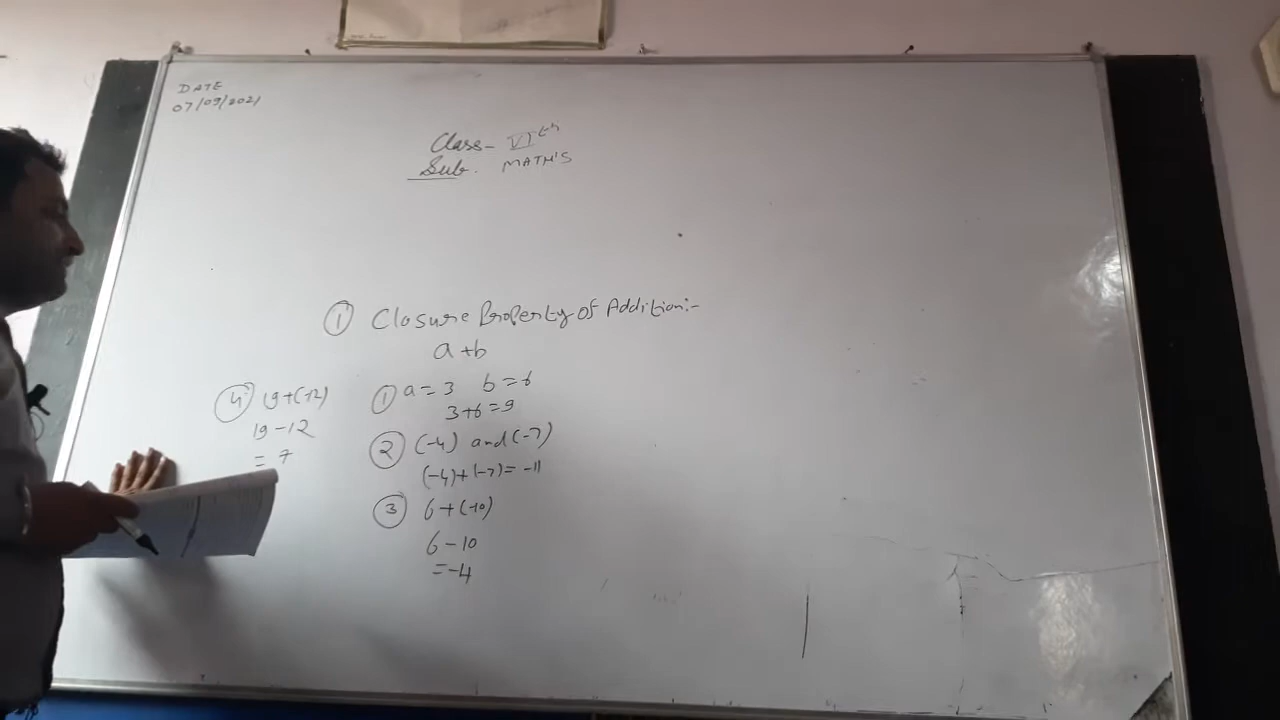 DATE
07/09/2021
Class- VIth
Sub. MATH'S
① Closure Property of Addition:-
a+b
① a=3 b=6
3+6=9
② (-4) and (-7)
(-4)+(-7)=-11
③ 6+(-10)
6-10
=-4
④ 19+(-12)
19-12
= 7